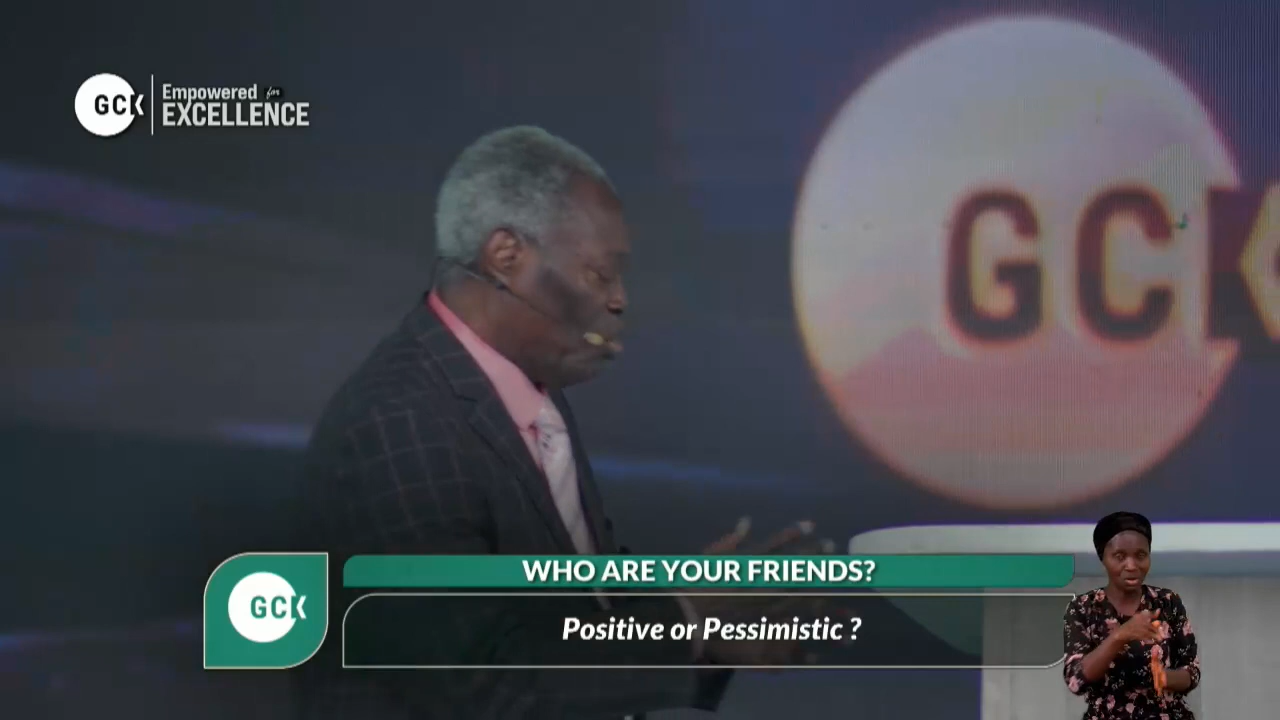 GCK
Empowered for
EXCELLENCE
GCK
WHO ARE YOUR FRIENDS?
GCK
Positive or Pessimistic ?